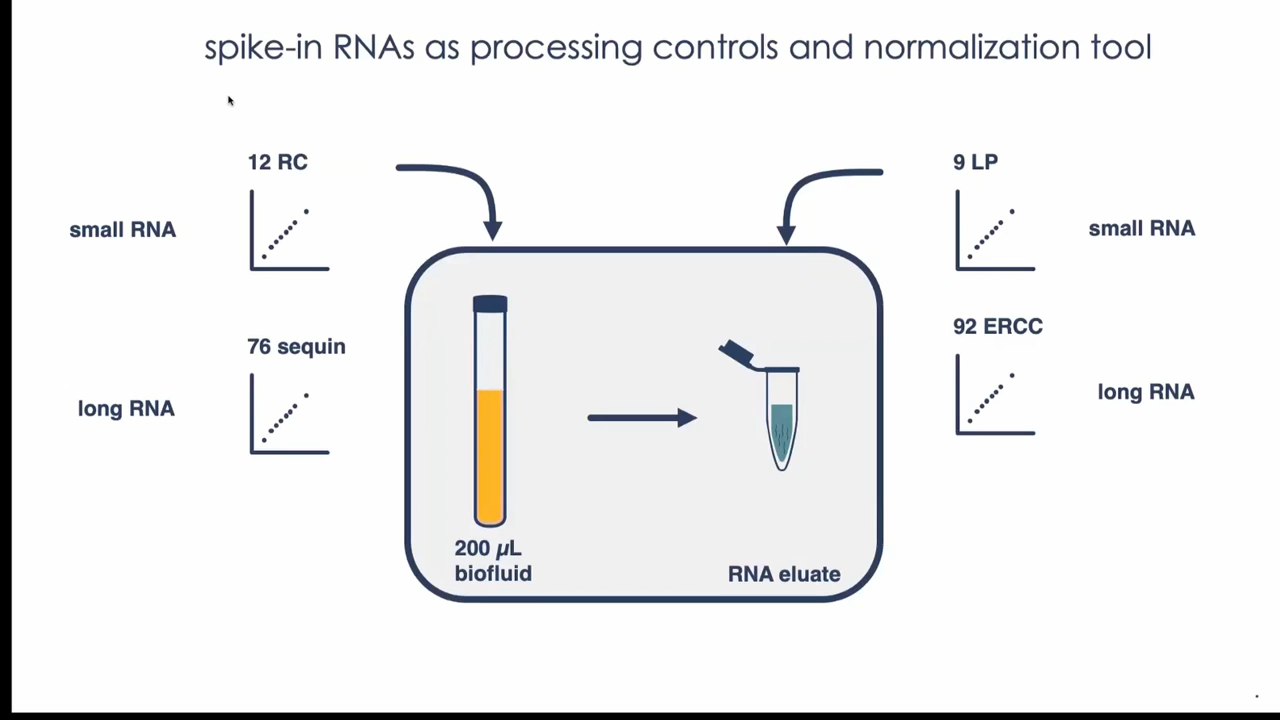 spike-in RNAs as processing controls and normalization tool
12 RC
small RNA
76 sequin
long RNA
200 µL
biofluid
RNA eluate
9 LP
small RNA
92 ERCC
long RNA